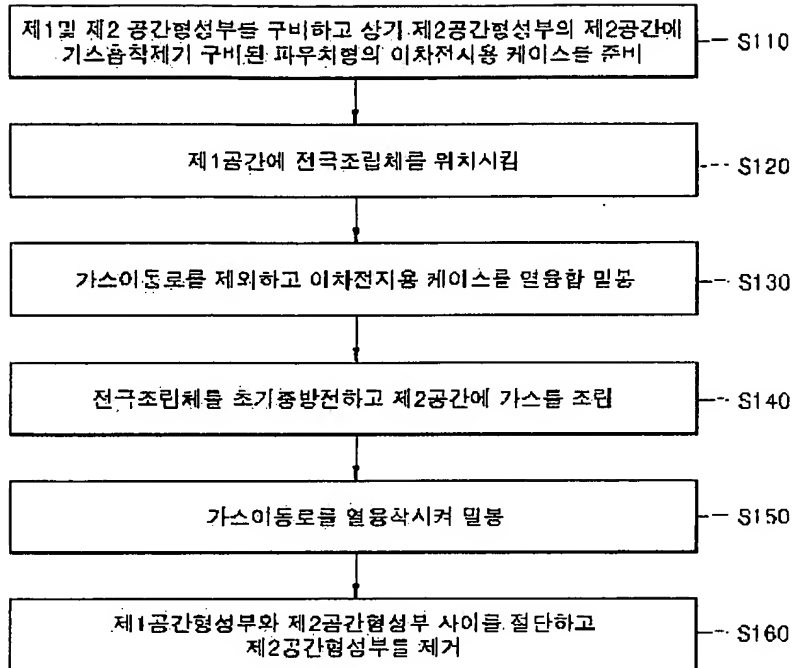 제1및 제2 공간형성부를 구비하고 상기 제2공간형성부의 제2공간에
가스흡착제가 구비된 파우치형의 이차전지용 케이스를 준비
S110
제1공간에 전극조립체를 위치시킴
S120
가스이동로를 제외하고 이차전지용 케이스를 열융합 밀봉
S130
전극조립체를 초기충방전하고 제2공간에 가스를 조립
S140
가스이동로를 열융착시켜 밀봉
S150
제1공간형성부와 제2공간형성부 사이를 절단하고
제2공간형성부를 제거
S160